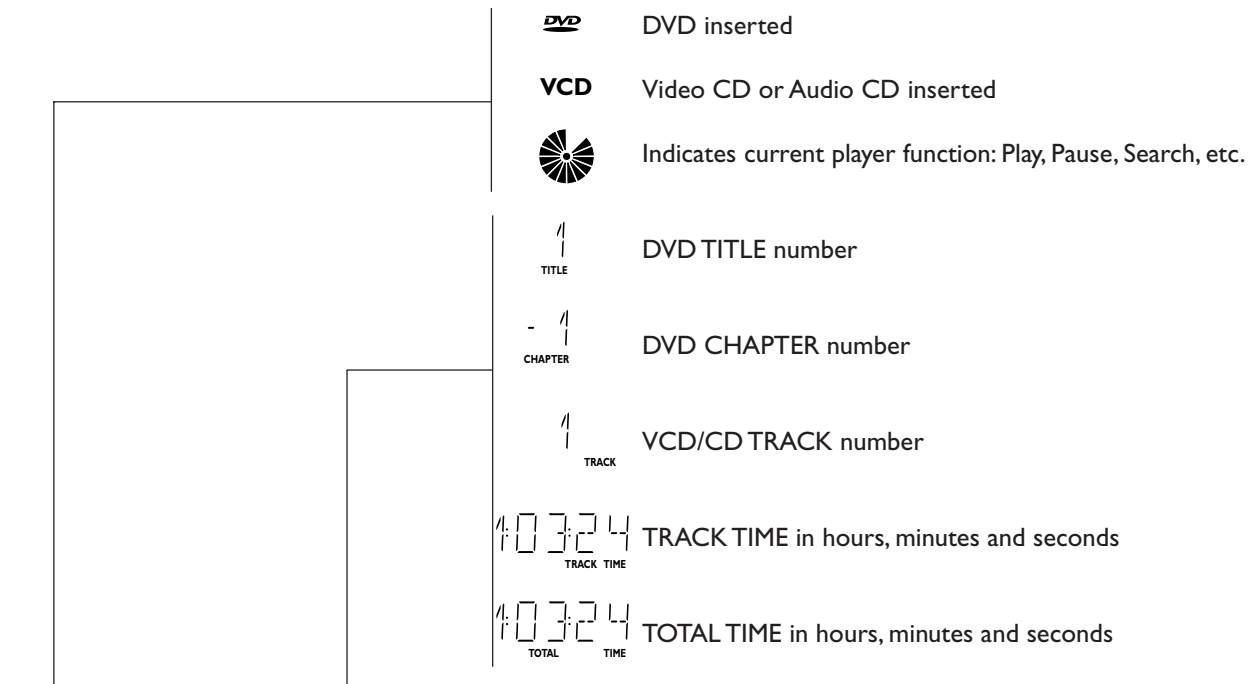 DVD DVD inserted
VCD Video CD or Audio CD inserted
Indicates current player function: Play, Pause, Search, etc.
1
TITLE
DVD TITLE number
- 1
CHAPTER
DVD CHAPTER number
1
TRACK
VCD/CD TRACK number
1:03:24
TRACK TIME
TRACK TIME in hours, minutes and seconds
1:03:24
TOTAL TIME
TOTAL TIME in hours, minutes and seconds